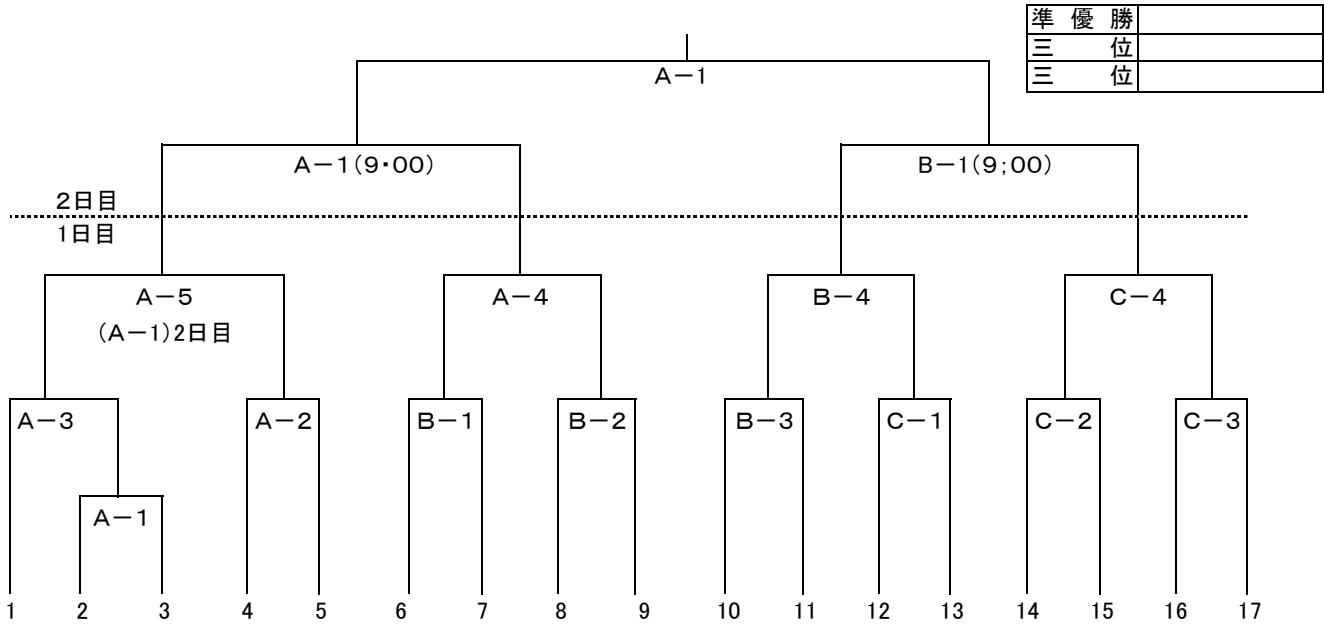 準優勝
三位
三位
A－1
A－1(9・00)
B－1(9;00)
2日目
1日目
A－5
A－4
B－4
C－4
(A－1)2日目
A－3
A－2
B－1
B－2
B－3
C－1
C－2
C－3
A－1
1 2 3 4 5 6 7 8 9 10 11 12 13 14 15 16 17